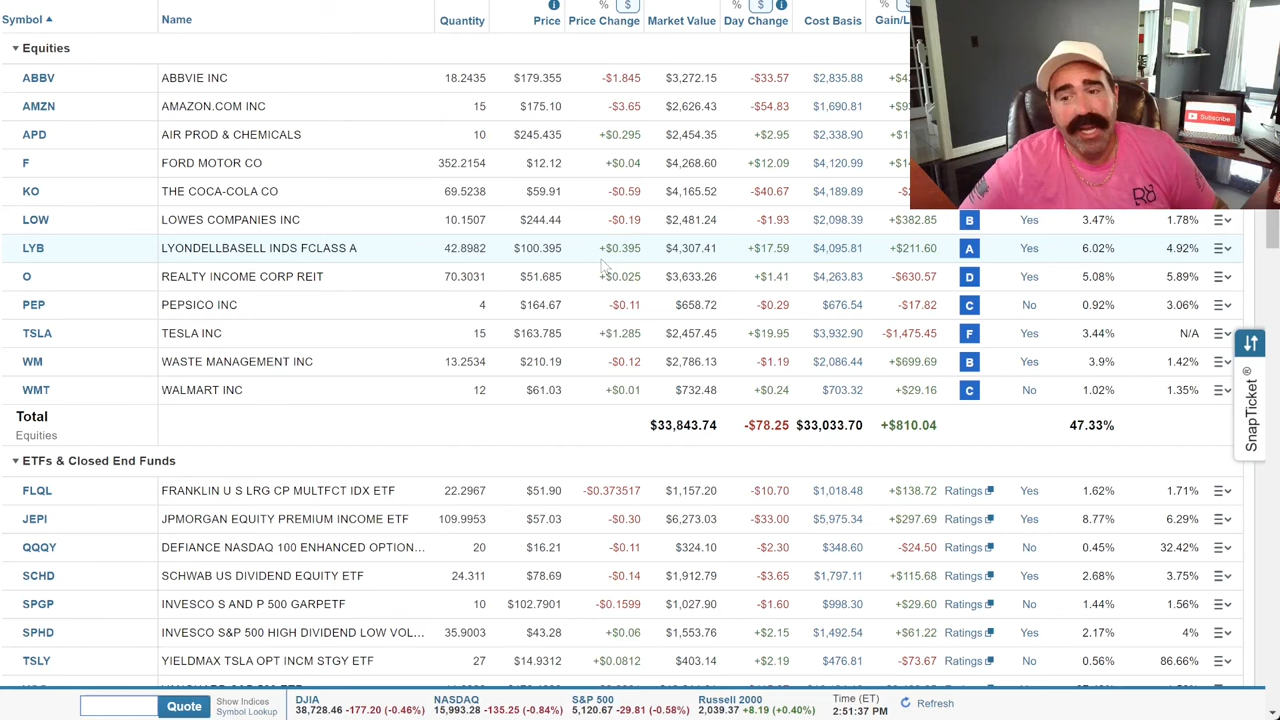 Symbol Name Quantity Price % $ Price Change Market Value % $ Day Change Cost Basis % Gain/L
Equities
ABBV ABBVIE INC 18.2435 $179.355 -$1.845 $3,272.15 -$33.57 $2,835.88
AMZN AMAZON.COM INC 15 $175.10 -$3.65 $2,626.43 -$54.83 $1,690.81
APD AIR PROD & CHEMICALS 10 $245.435 +$0.295 $2,454.35 +$2.95 $2,338.90
F FORD MOTOR CO 352.2154 $12.12 +$0.04 $4,268.60 +$12.09 $4,120.99
KO THE COCA-COLA CO 69.5238 $59.91 -$0.59 $4,165.52 -$40.67 $4,189.89
Subscribe
LOW LOWES COMPANIES INC 10.1507 $244.44 -$0.19 $2,481.24 -$1.93 $2,098.39 +$382.85 B Yes 3.47% 1.78%
LYB LYONDELLBASELL INDS FCLASS A 42.8982 $100.395 +$0.395 $4,307.41 +$17.59 $4,095.81 +$211.60 A Yes 6.02% 4.92%
O REALTY INCOME CORP REIT 70.3031 $51.685 +$0.025 $3,633.26 +$1.41 $4,263.83 -$630.57 D Yes 5.08% 5.89%
PEP PEPSICO INC 4 $164.67 -$0.11 $658.72 -$0.29 $676.54 -$17.82 C No 0.92% 3.06%
TSLA TESLA INC 15 $163.785 +$1.285 $2,457.45 +$19.95 $3,932.90 -$1,475.45 F Yes 3.44% N/A
WM WASTE MANAGEMENT INC 13.2534 $210.21 -$0.12 $2,786.13 -$1.19 $2,086.44 +$699.69 B Yes 3.9% 1.42%
WMT WALMART INC 12 $61.03 +$0.01 $732.48 +$0.24 $703.32 +$29.16 C No 1.02% 1.35%
Total $33,843.74 -$78.25 $33,033.70 +$810.04 47.33%
Equities
SnapTicket®
ETFs & Closed End Funds
FLQL FRANKLIN U S LRG CP MULTFCT IDX ETF 22.2967 $51.90 -$0.373517 $1,157.20 -$10.70 $1,018.48 +$138.72 Ratings Yes 1.62% 1.71%
JEPI JPMORGAN EQUITY PREMIUM INCOME ETF 109.9953 $57.03 -$0.30 $6,273.03 -$33.00 $5,975.34 +$297.69 Ratings Yes 8.77% 6.29%
QQQY DEFIANCE NASDAQ 100 ENHANCED OPTION... 20 $16.21 -$0.11 $324.10 -$2.30 $348.60 -$24.50 Ratings No 0.45% 32.42%
SCHD SCHWAB US DIVIDEND EQUITY ETF 24.311 $78.69 -$0.14 $1,912.79 -$3.65 $1,797.11 +$115.68 Ratings Yes 2.68% 3.75%
SPGP INVESCO S AND P 500 GARPETF 10 $102.7901 -$0.1599 $1,027.90 -$1.60 $998.30 +$29.60 Ratings No 1.44% 1.56%
SPHD INVESCO S&P 500 HIGH DIVIDEND LOW VOL... 35.9003 $43.28 +$0.06 $1,553.76 +$2.15 $1,492.54 +$61.22 Ratings Yes 2.17% 4%
TSLY YIELDMAX TSLA OPT INCM STGY ETF 27 +$0.0812 $403.14 +$2.19 $476.81 -$73.67 Ratings No 0.56% 86.66%
Quote Show Indices Symbol Lookup DJIA NASDAQ S&P 500 Russell 2000 Time (ET) Refresh
38,728.46 -177.20 (-0.46%) 15,993.28 -135.25 (-0.84%) 5,120.67 -29.81 (-0.58%) 2,039.37 +8.19 (+0.40%) 2:51:37 PM